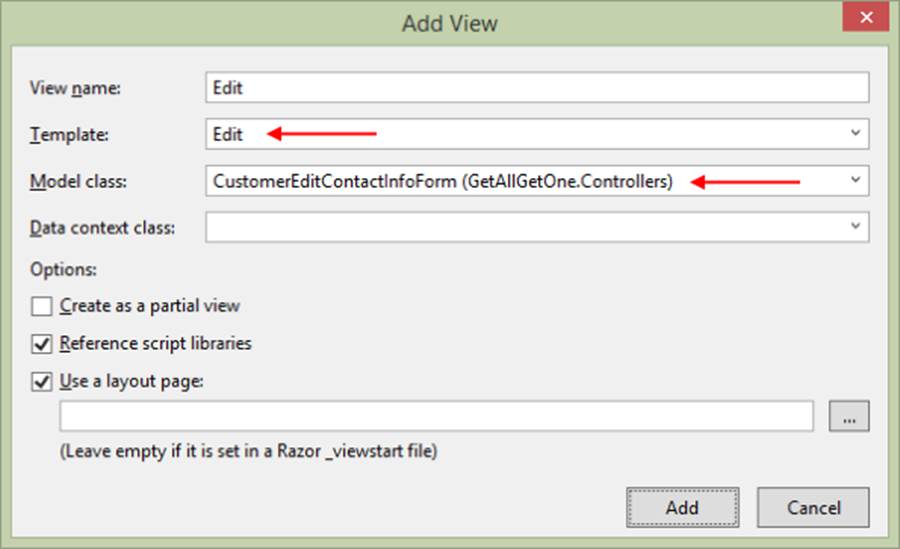 Add View
View name: Edit
Template: Edit
Model class: CustomerEditContactInfoForm (GetAllGetOne.Controllers)
Data context class:
Options:
Create as a partial view
Reference script libraries
Use a layout page:
...
(Leave empty if it is set in a Razor _viewstart file)
Add Cancel